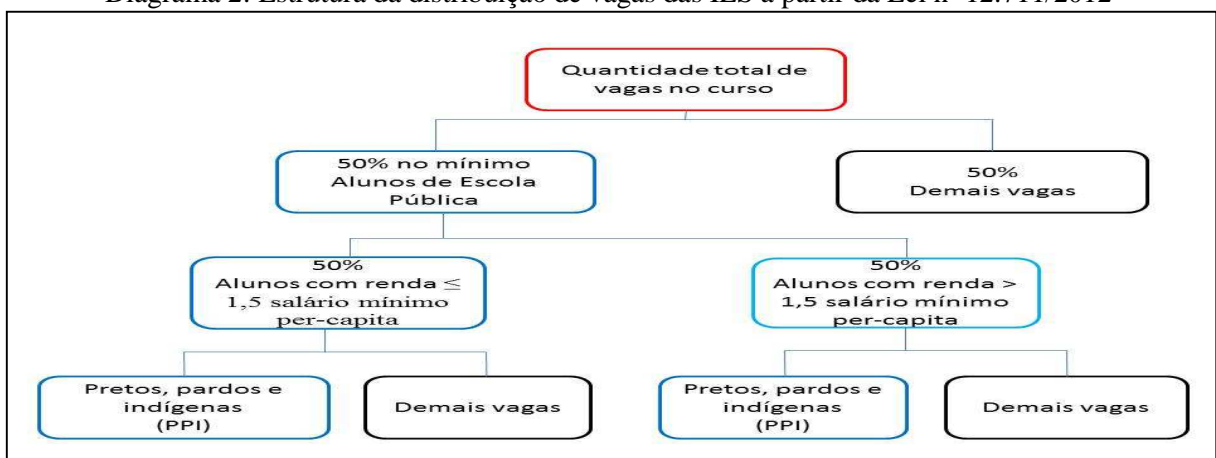 Diagrama 2: Estrutura da distribuição de vagas das IES a partir da Lei nº 12.711/2012
Quantidade total de
vagas no curso
50% no mínimo
Alunos de Escola
Pública
50%
Demais vagas
50%
Alunos com renda ≤
1,5 salário mínimo
per-capita
50%
Alunos com renda >
1,5 salário mínimo
per-capita
Pretos, pardos e
indígenas
(PPI)
Demais vagas
Pretos, pardos e
indígenas
(PPI)
Demais vagas